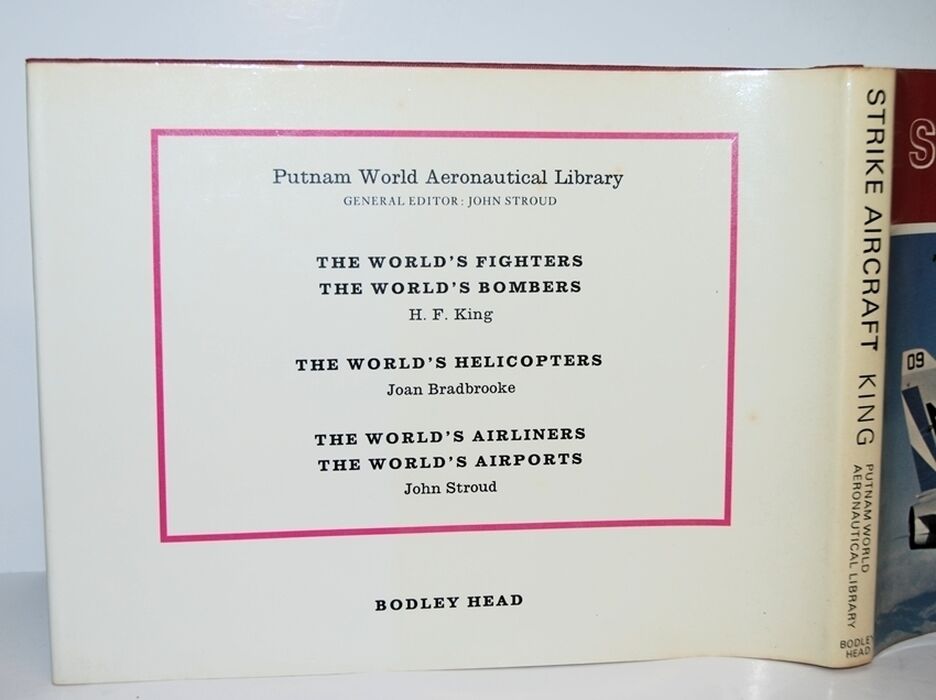 Putnam World Aeronautical Library
GENERAL EDITOR: JOHN STROUD
THE WORLD'S FIGHTERS
THE WORLD'S BOMBERS
H. F. King
THE WORLD'S HELICOPTERS
Joan Bradbrooke
THE WORLD'S AIRLINERS
THE WORLD'S AIRPORTS
John Stroud
BODLEY HEAD
STRIKE AIRCRAFT KING
PUTNAM WORLD
AERONAUTICAL LIBRARY
BODLEY
HEAD
S
09